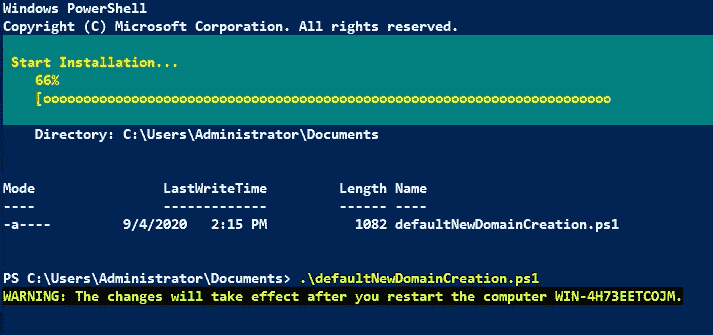 Windows PowerShell
Copyright (C) Microsoft Corporation. All rights reserved.
Start Installation...
66%
[oooooooooooooooooooooooooooooooooooooooooooooooooooooooooooooooooooooooo
Directory: C:\Users\Administrator\Documents
Mode LastWriteTime Length Name
---- ------------- ------ ----
-a---- 9/4/2020 2:15 PM 1082 defaultNewDomainCreation.ps1
PS C:\Users\Administrator\Documents> .\defaultNewDomainCreation.ps1
WARNING: The changes will take effect after you restart the computer WIN-4H73EETCOJM.